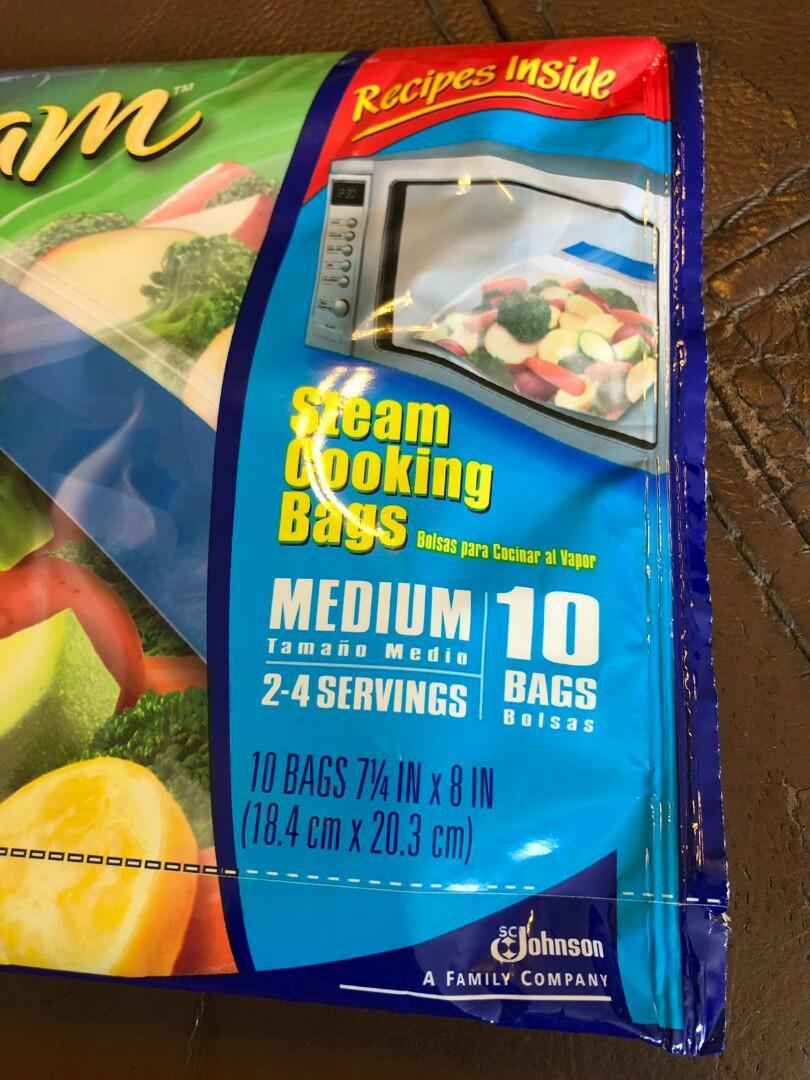 am™
Recipes Inside
Steam
Cooking
Bags
Bolsas para Cocinar al Vapor
MEDIUM
Tamaño Medio
2-4 SERVINGS
10
BAGS
Bolsas
10 BAGS 7¼ IN x 8 IN
(18.4 cm x 20.3 cm)
SC Johnson
A FAMILY COMPANY